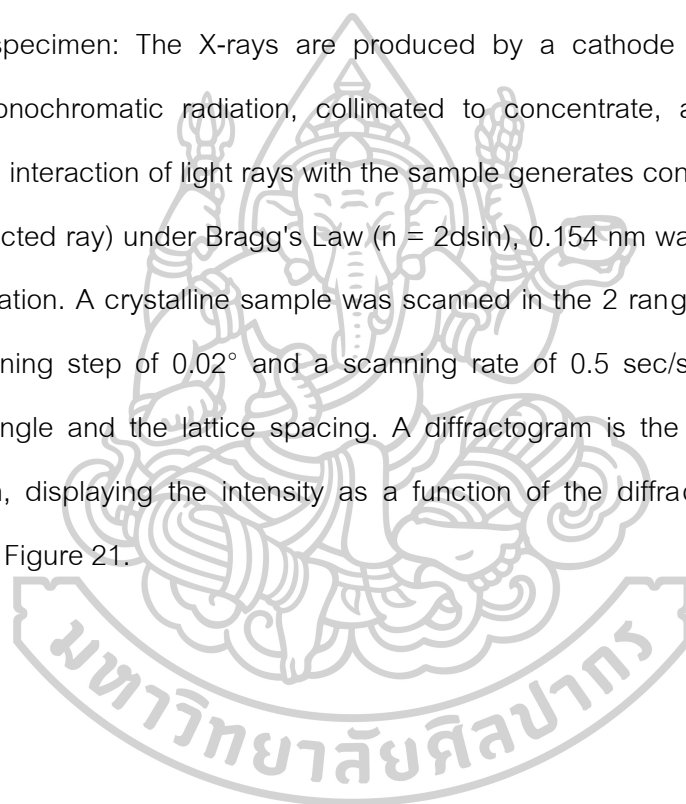 specimen: The X-rays are produced by a cathode
onochromatic radiation, collimated to concentrate, a
interaction of light rays with the sample generates con
cted ray) under Bragg's Law (n = 2dsin), 0.154 nm wa
ation. A crystalline sample was scanned in the 2 rang
ning step of 0.02° and a scanning rate of 0.5 sec/s
ngle and the lattice spacing. A diffractogram is the
, displaying the intensity as a function of the diffrac
Figure 21.
มหาวิทยาลัยศิลปากร